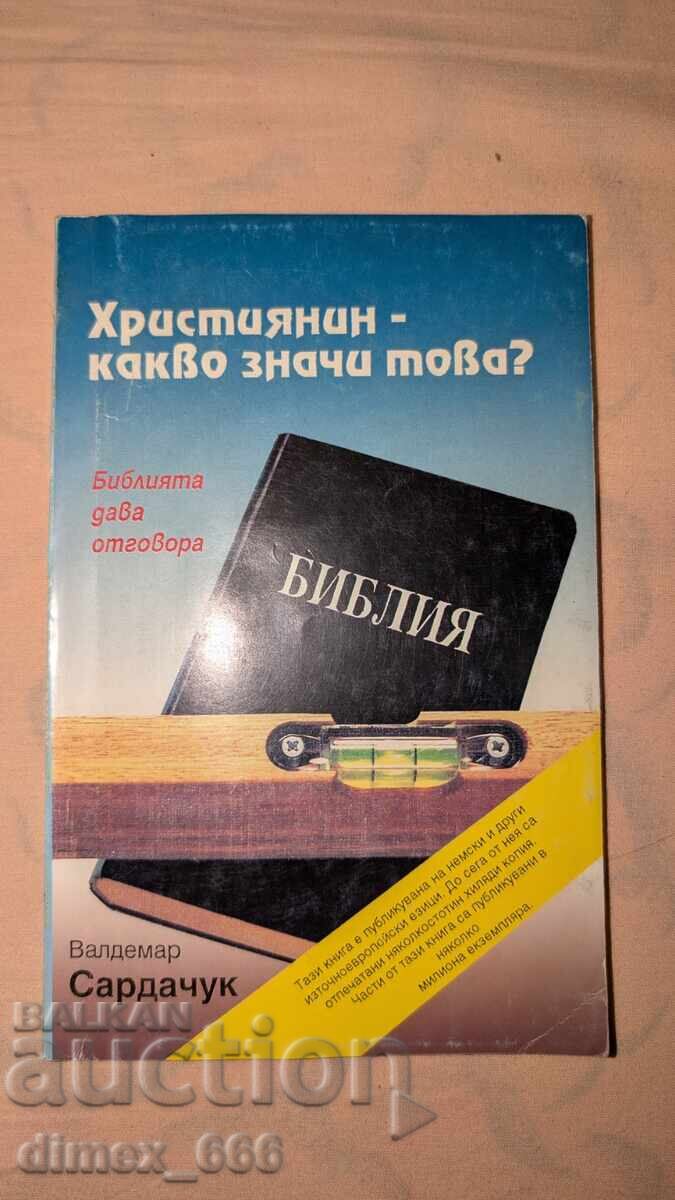 Християнин -
какво значи това?
Библията
дава
отговора
БИБЛИЯ
Тази книга е публикувана на немски и други
източноевропейски езици. До сега от нея са
отпечатани няколкостотин хиляди копия.
Части от тази книга са публикувани в
няколко
милиона екземпляра.
Валдемар
Сардачук
BALKAN
auction
dimex_666